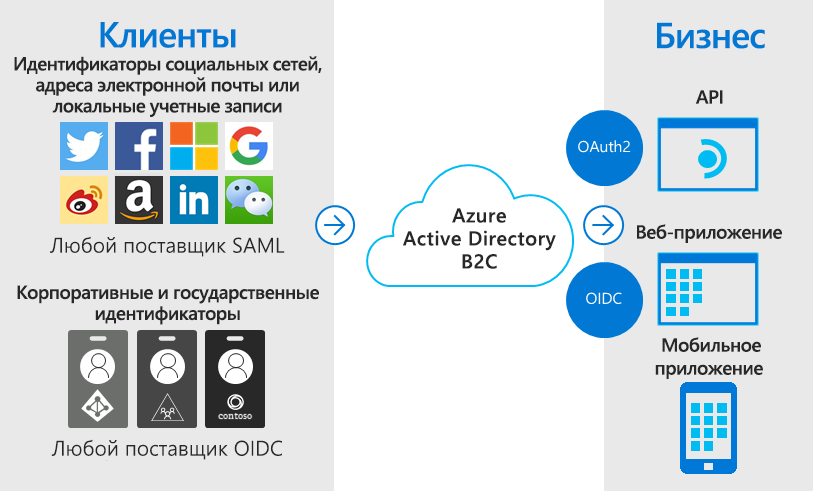 Клиенты
Идентификаторы социальных сетей,
адреса электронной почты или
локальные учетные записи
in
Любой поставщик SAML
Корпоративные и государственные
идентификаторы
contoso
Любой поставщик OIDC
Azure
Active Directory
B2C
Бизнес
API
OAuth2
Веб-приложение
OIDC
Мобильное
приложение